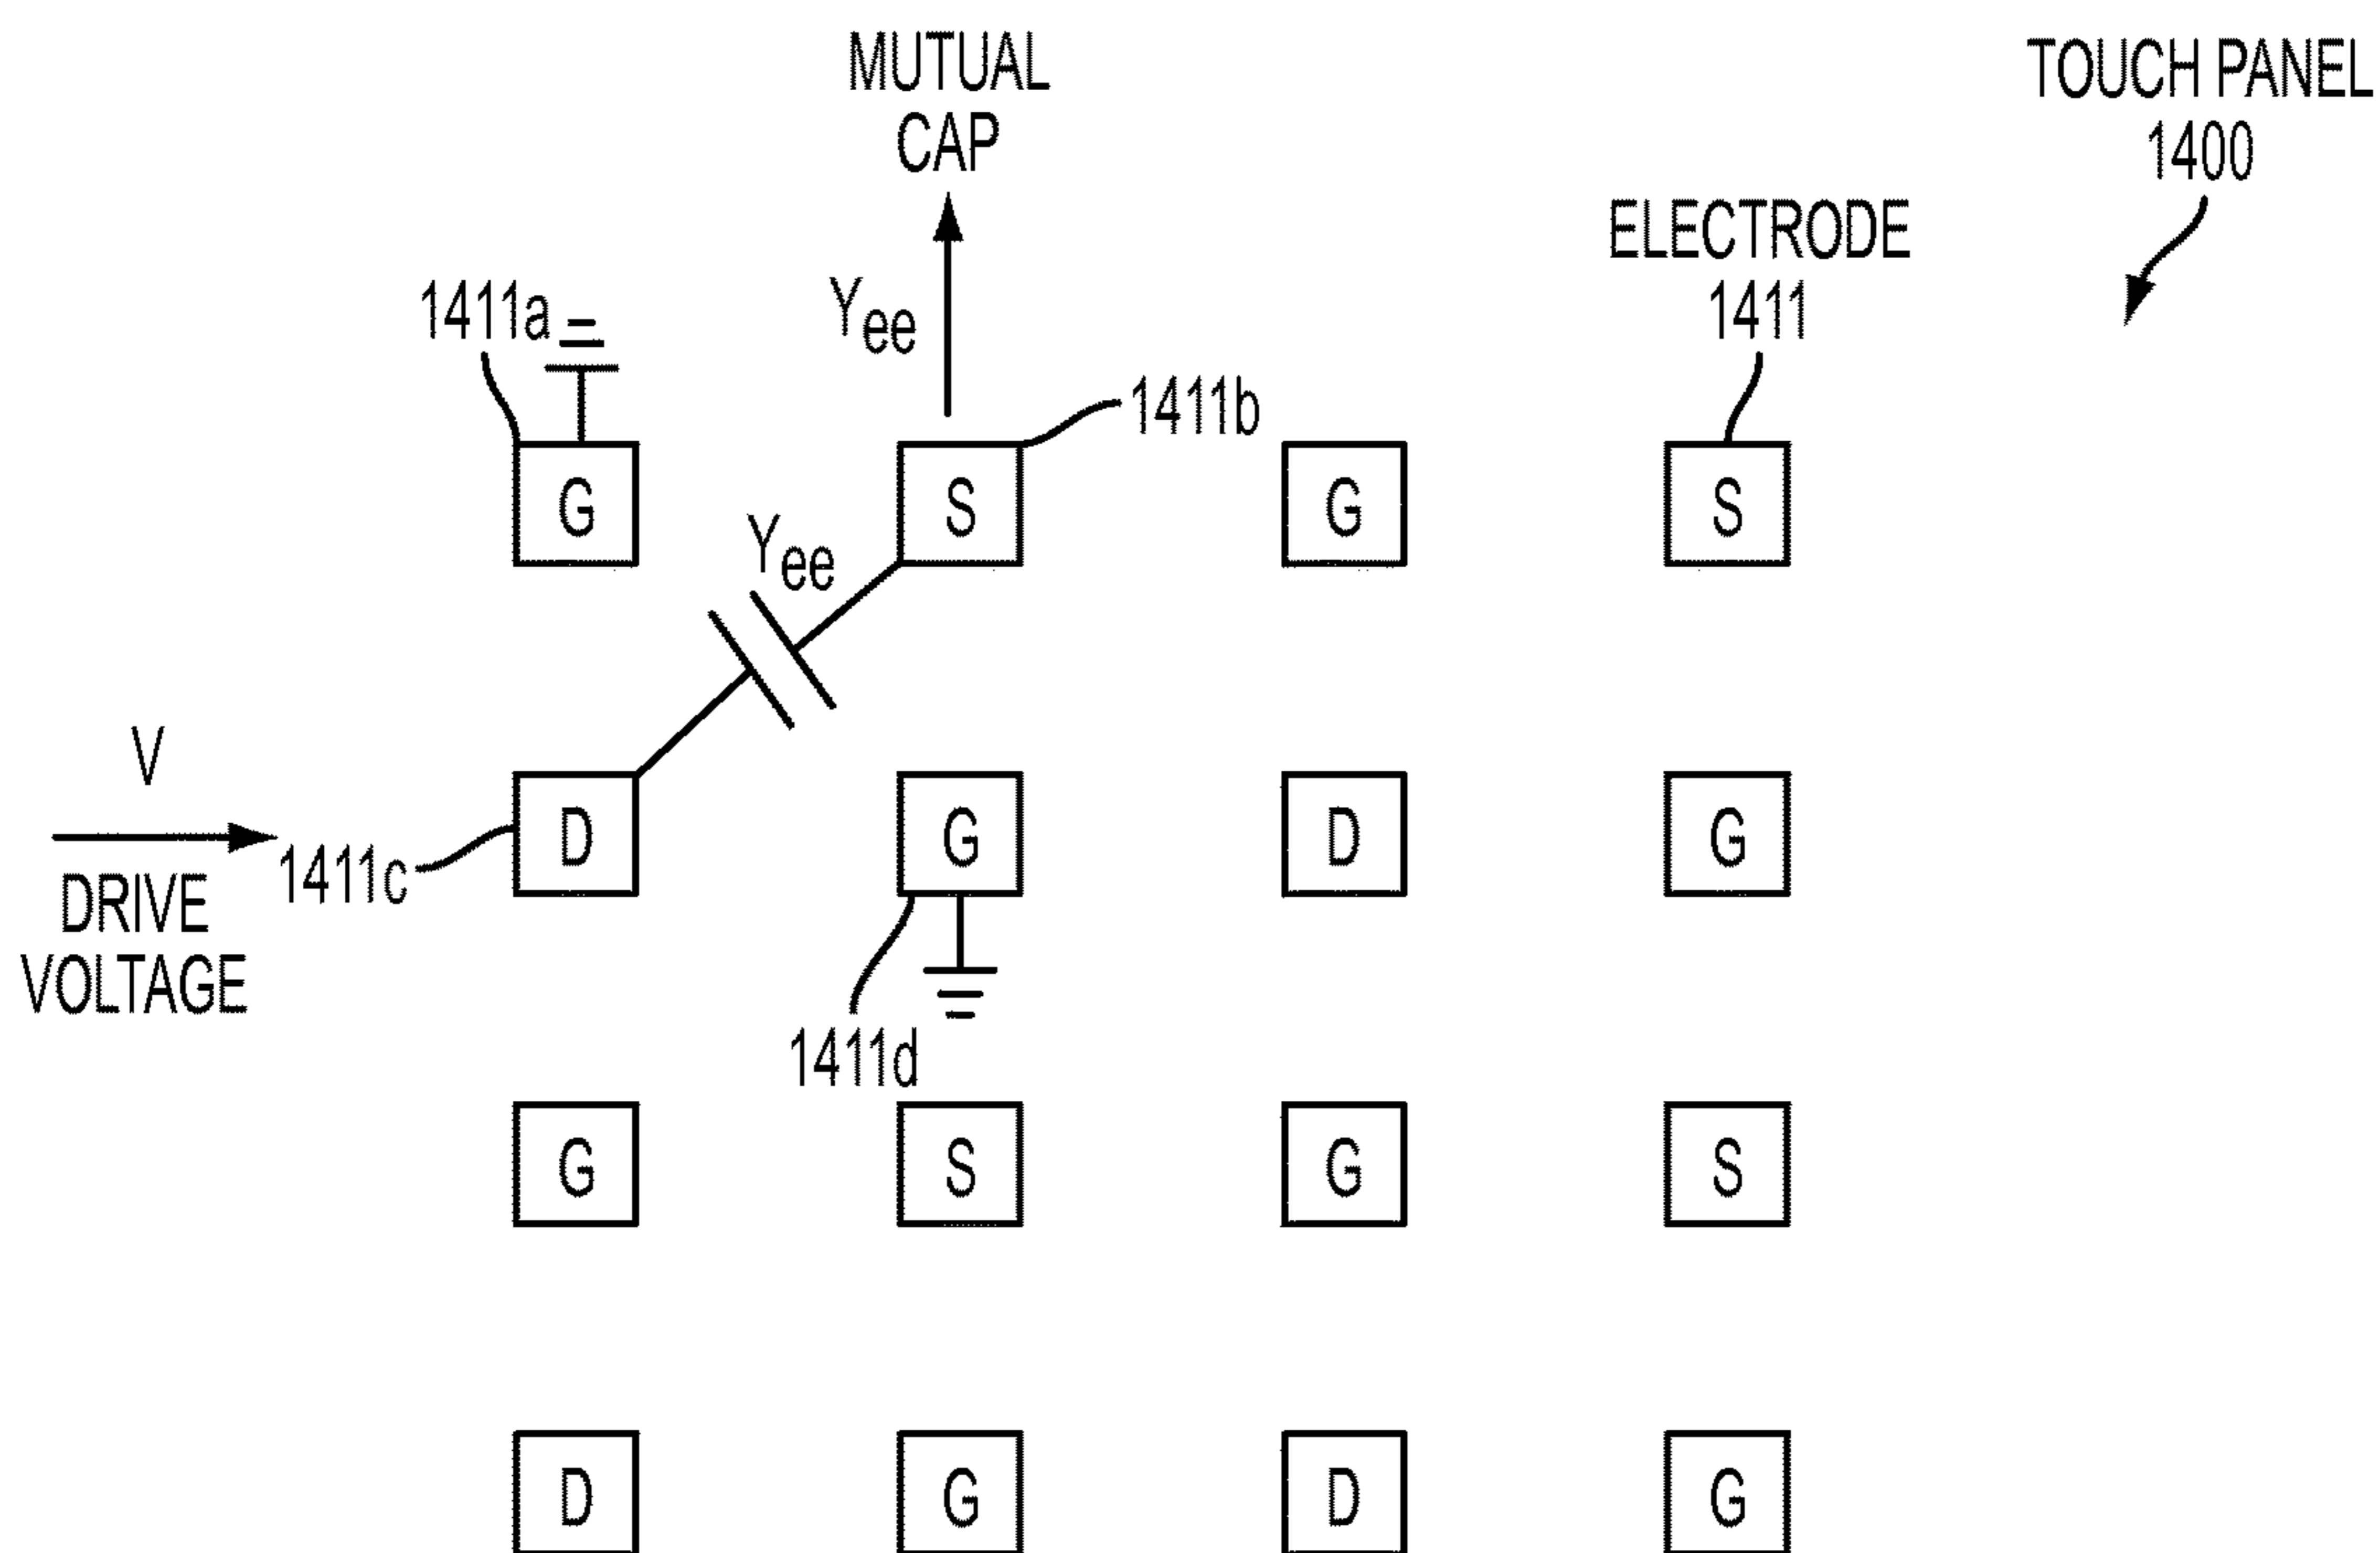 MUTUAL
CAP
TOUCH PANEL
1400
ELECTRODE
1411
Yee
1411a
1411b
G S G S
Yee
V
DRIVE
VOLTAGE
1411c
D G D G
1411d
G S G S
D G D G